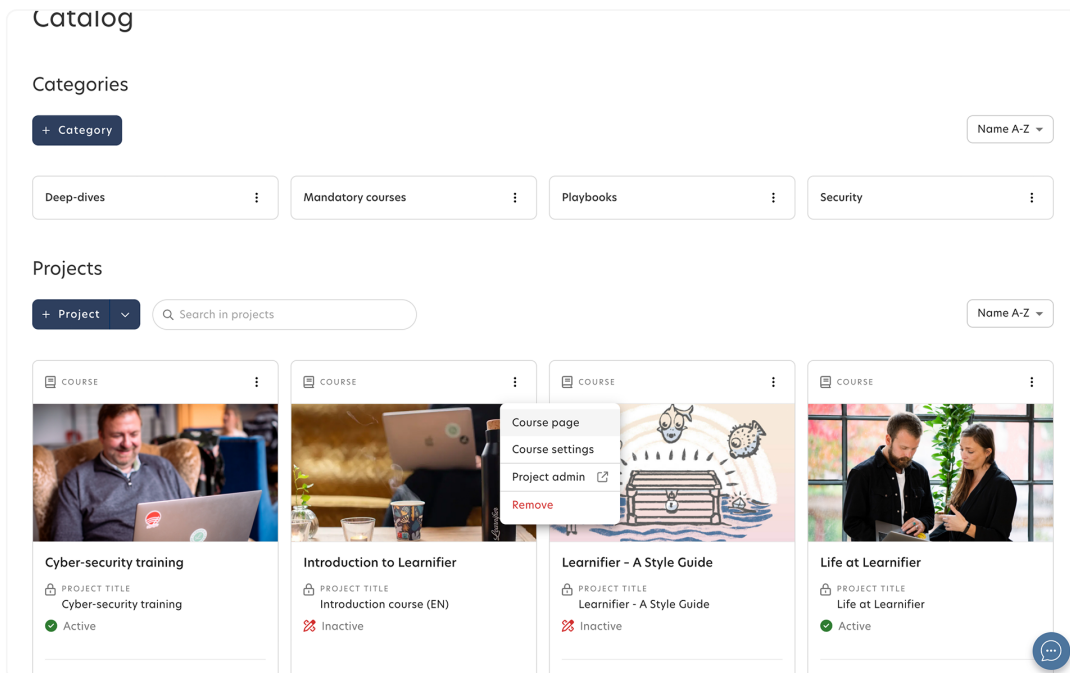 Catalog
Categories
+ Category
Name A-Z
Deep-dives
Mandatory courses
Playbooks
Security
Projects
+ Project
Search in projects
Name A-Z
COURSE
COURSE
COURSE
COURSE
Course page
Course settings
Project admin
Remove
Learnifier
Cyber-security training
Introduction to Learnifier
Learnifier – A Style Guide
Life at Learnifier
PROJECT TITLE
PROJECT TITLE
PROJECT TITLE
PROJECT TITLE
Cyber-security training
Introduction course (EN)
Learnifier - A Style Guide
Life at Learnifier
Active
Inactive
Inactive
Active